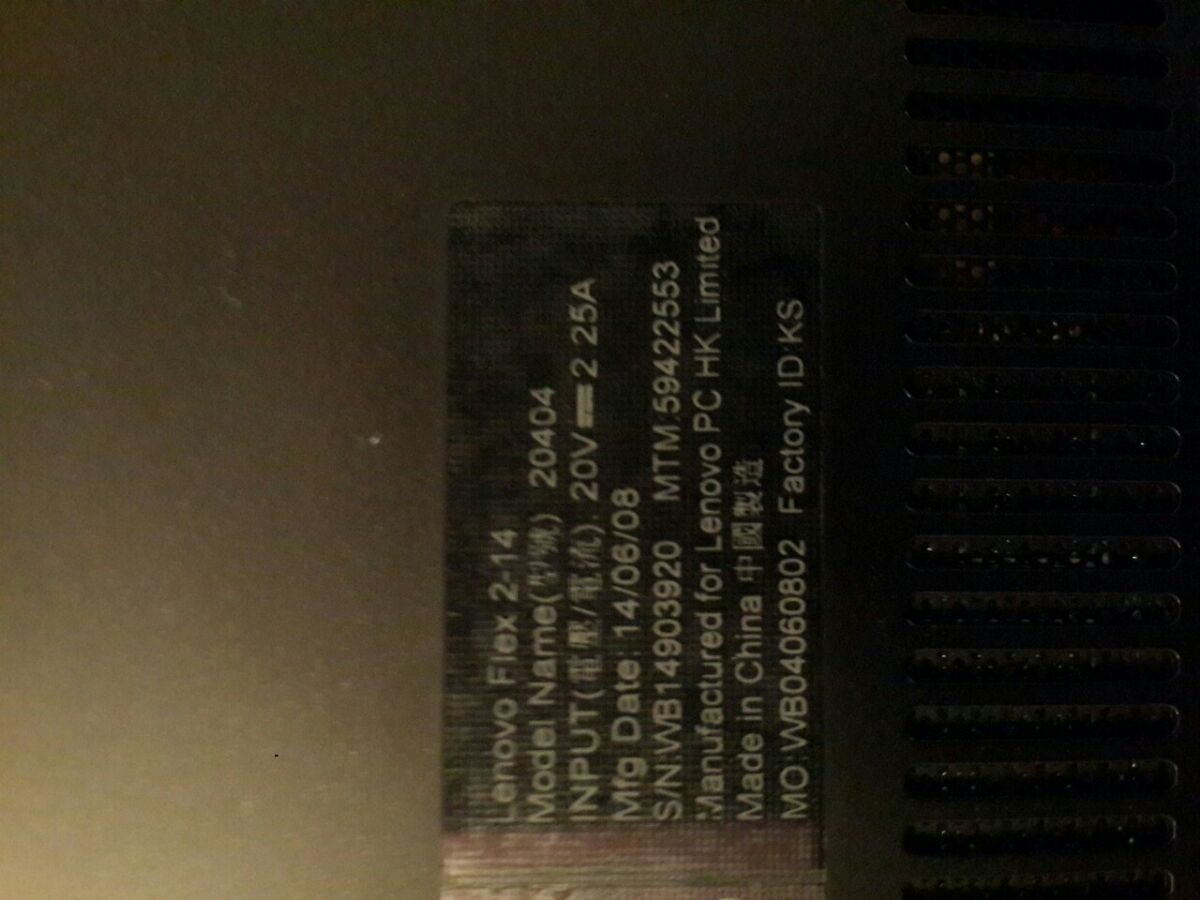 Lenovo Flex 2-14
Model Name(型號) 20404
INPUT(電壓/電流) 20V⎓2 25A
Mfg Date: 14/06/08
S/N:WB14903920 MTM:59422553
Manufactured for Lenovo PC HK Limited
Made in China 中國製造
MO:WB04060802 Factory ID:KS